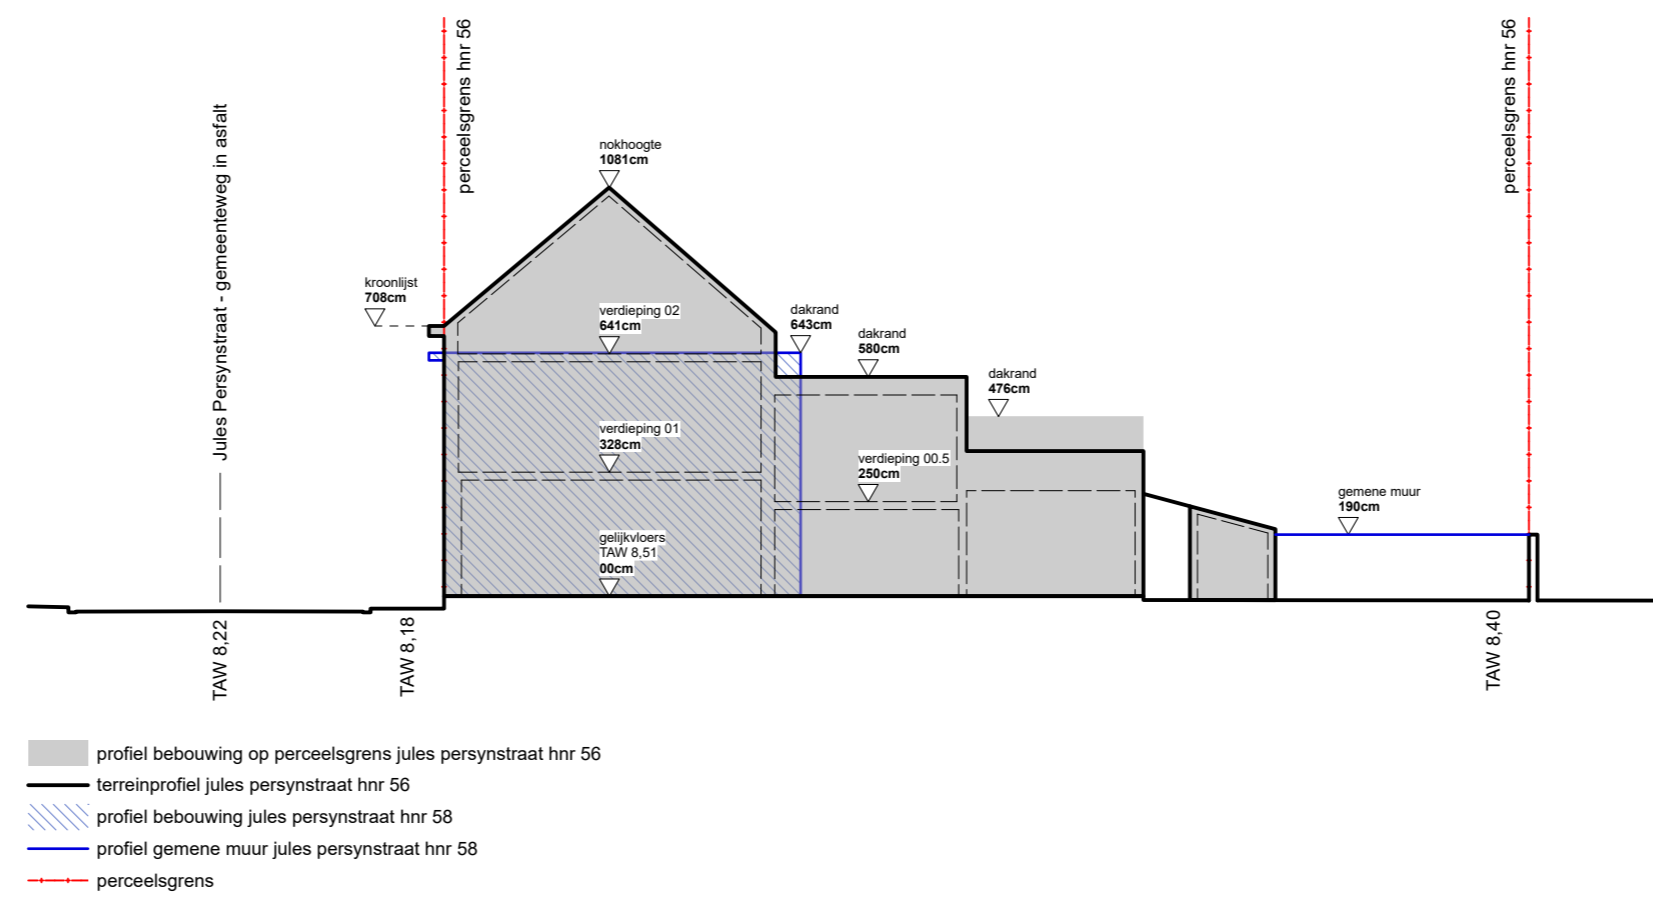 Jules Persynstraat - gemeenteweg in asfalt
perceelsgrens hnr 56
perceelsgrens hnr 56
nokhoogte
1081cm
kroonlijst
708cm
verdieping 02
641cm
dakrand
643cm
dakrand
580cm
dakrand
476cm
verdieping 01
328cm
verdieping 00.5
250cm
gemene muur
190cm
gelijkvloers
TAW 8,51
00cm
TAW 8,22
TAW 8,18
TAW 8,40
profiel bebouwing op perceelsgrens jules persynstraat hnr 56
terreinprofiel jules persynstraat hnr 56
profiel bebouwing jules persynstraat hnr 58
profiel gemene muur jules persynstraat hnr 58
perceelsgrens